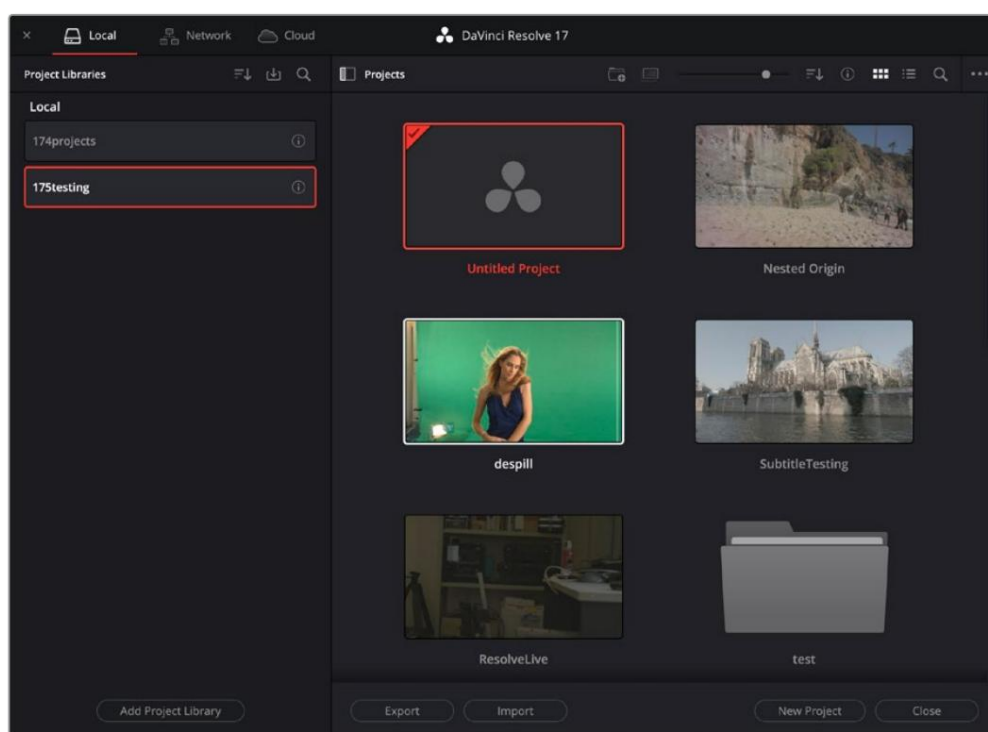 Local
Network
Cloud
DaVinci Resolve 17
Project Libraries
Projects
Local
174projects
175testing
Untitled Project
Nested Origin
despill
SubtitleTesting
ResolveLive
test
Add Project Library
Export
Import
New Project
Close